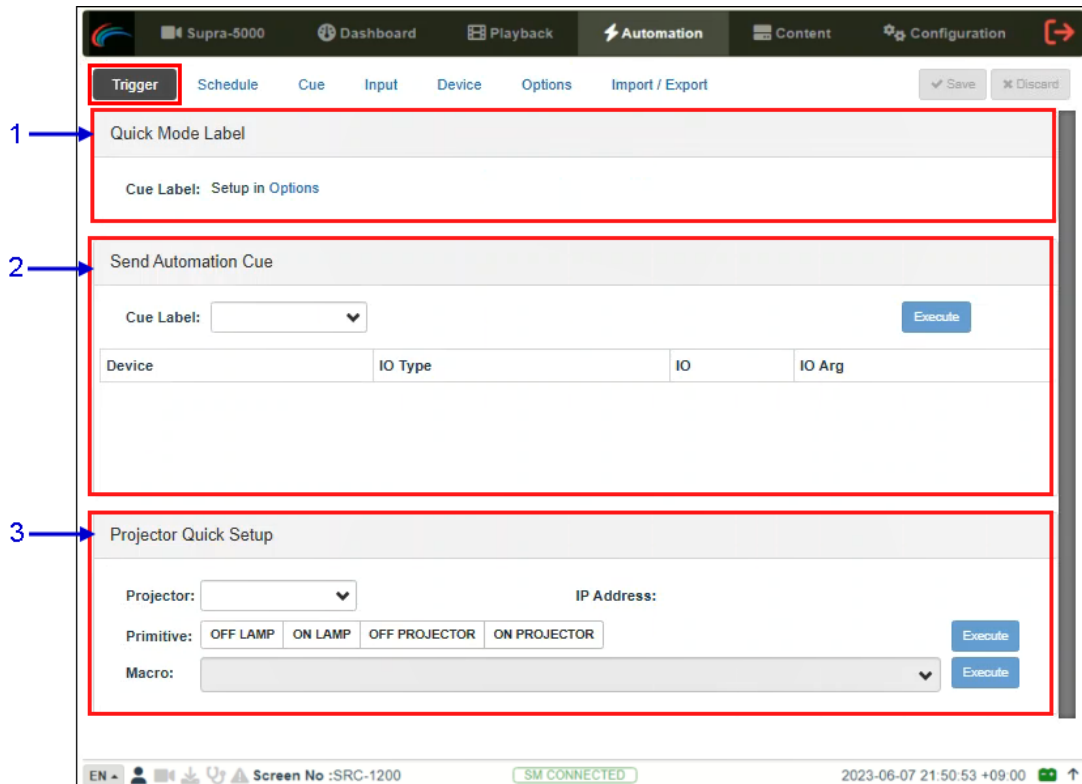 Supra-5000 Dashboard Playback Automation Content Configuration
Trigger Schedule Cue Input Device Options Import / Export Save Discard
1
Quick Mode Label
Cue Label: Setup in Options
2
Send Automation Cue
Cue Label: Execute
Device IO Type IO IO Arg
3
Projector Quick Setup
Projector: IP Address:
Primitive: OFF LAMP ON LAMP OFF PROJECTOR ON PROJECTOR Execute
Macro: Execute
EN Screen No :SRC-1200 SM CONNECTED 2023-06-07 21:50:53 +09:00